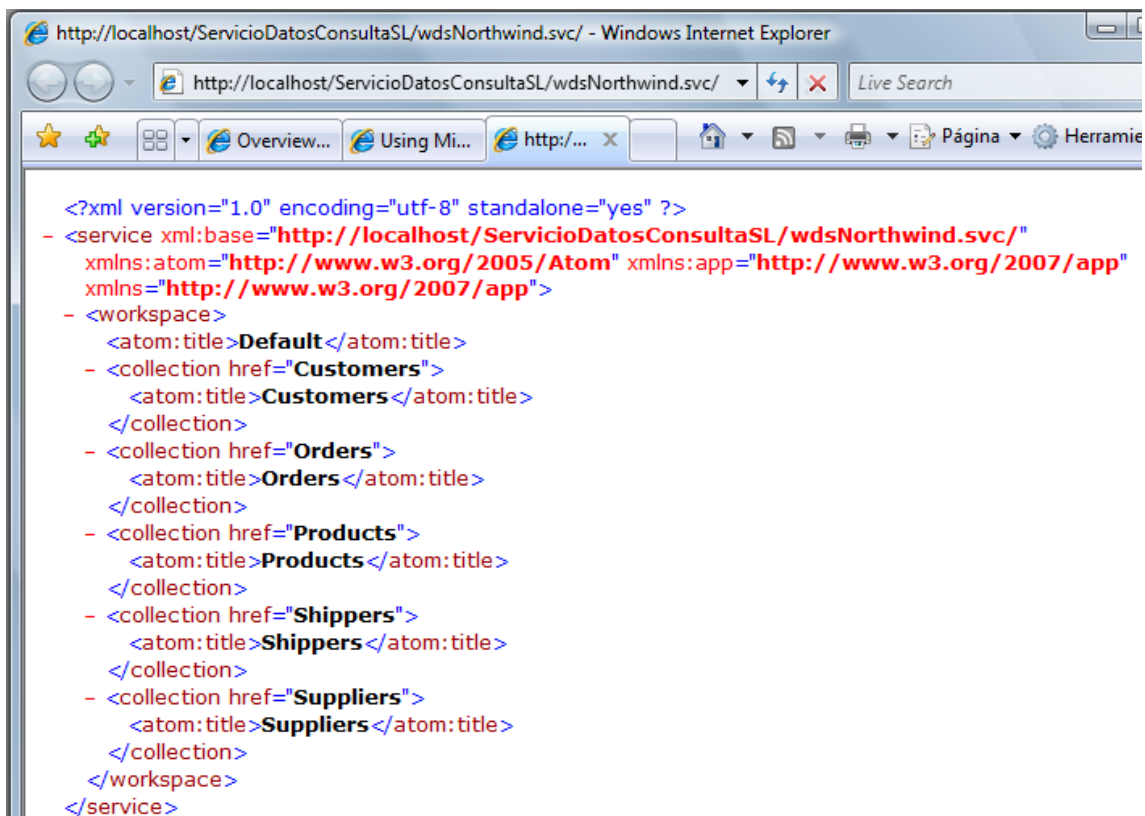 http://localhost/ServicioDatosConsultaSL/wdsNorthwind.svc/ - Windows Internet Explorer
http://localhost/ServicioDatosConsultaSL/wdsNorthwind.svc/ Live Search
Overview... Using Mi... http:/... Página Herramie
<?xml version="1.0" encoding="utf-8" standalone="yes" ?>
- <service xml:base="http://localhost/ServicioDatosConsultaSL/wdsNorthwind.svc/"
xmlns:atom="http://www.w3.org/2005/Atom" xmlns:app="http://www.w3.org/2007/app"
xmlns="http://www.w3.org/2007/app">
- <workspace>
<atom:title>Default</atom:title>
- <collection href="Customers">
<atom:title>Customers</atom:title>
</collection>
- <collection href="Orders">
<atom:title>Orders</atom:title>
</collection>
- <collection href="Products">
<atom:title>Products</atom:title>
</collection>
- <collection href="Shippers">
<atom:title>Shippers</atom:title>
</collection>
- <collection href="Suppliers">
<atom:title>Suppliers</atom:title>
</collection>
</workspace>
</service>